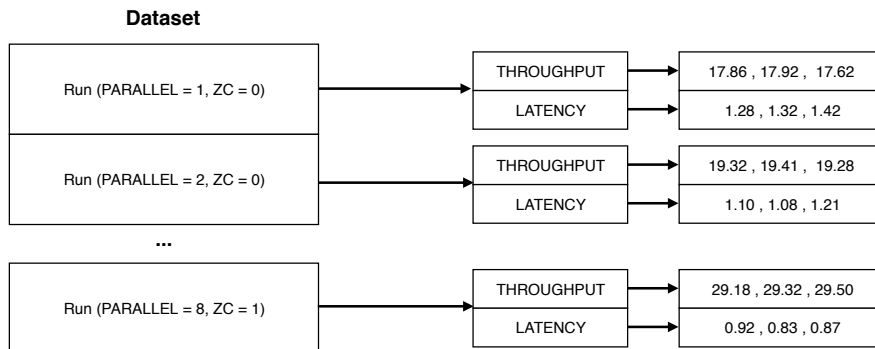 Dataset
Run (PARALLEL = 1, ZC = 0)
THROUGHPUT
17.86 , 17.92 , 17.62
LATENCY
1.28 , 1.32 , 1.42
Run (PARALLEL = 2, ZC = 0)
THROUGHPUT
19.32 , 19.41 , 19.28
LATENCY
1.10 , 1.08 , 1.21
...
Run (PARALLEL = 8, ZC = 1)
THROUGHPUT
29.18 , 29.32 , 29.50
LATENCY
0.92 , 0.83 , 0.87